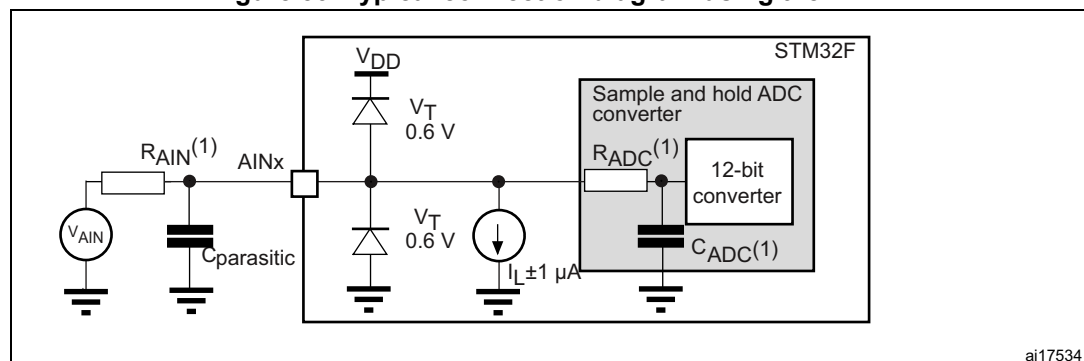 STM32F
VDD
VT
0.6 V
Sample and hold ADC
converter
RAIN(1)
AINx
RADC(1)
12-bit
converter
VAIN
Cparasitic
VT
0.6 V
IL±1 µA
CADC(1)
ai17534